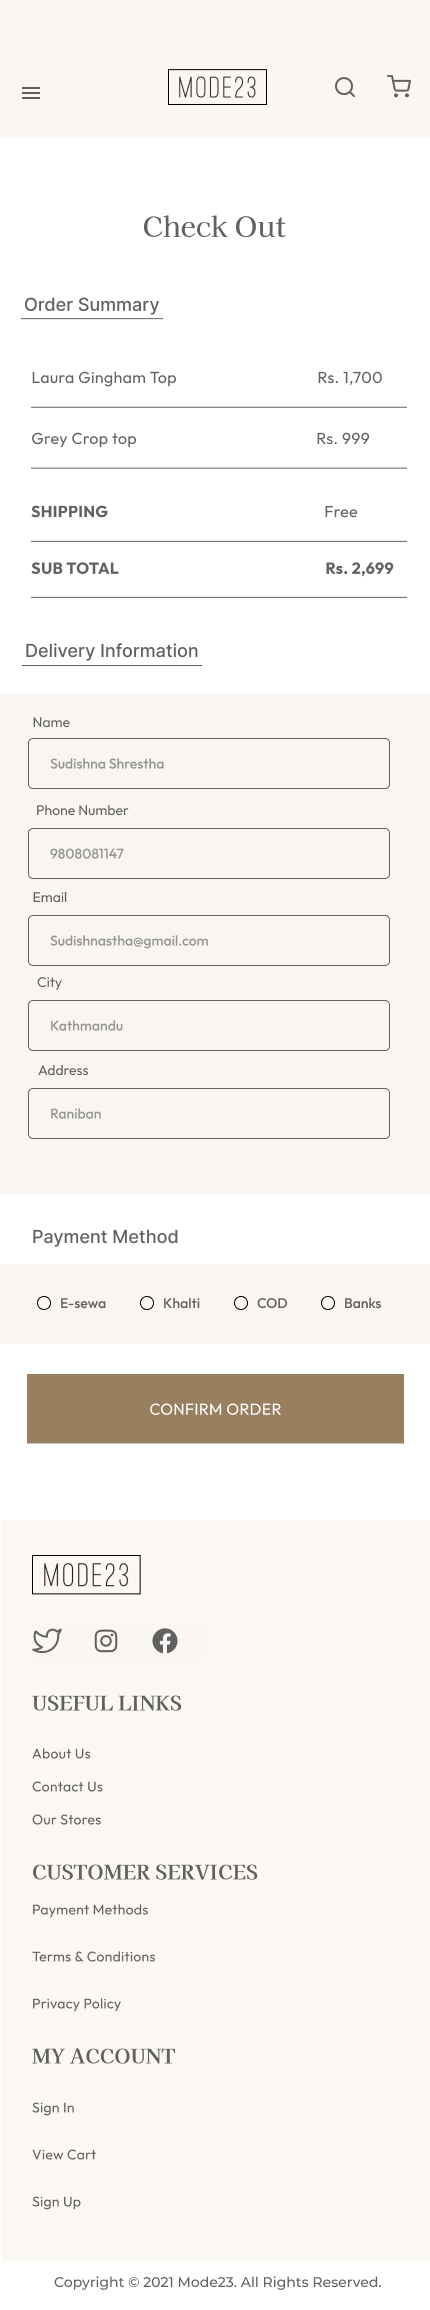 MODE23
Check Out
Order Summary
Laura Gingham Top Rs. 1,700
Grey Crop top Rs. 999
SHIPPING Free
SUB TOTAL Rs. 2,699
Delivery Information
Name
Sudishna Shrestha
Phone Number
9808081147
Email
Sudishnastha@gmail.com
City
Kathmandu
Address
Raniban
Payment Method
E-sewa Khalti COD Banks
CONFIRM ORDER
MODE23
USEFUL LINKS
About Us
Contact Us
Our Stores
CUSTOMER SERVICES
Payment Methods
Terms & Conditions
Privacy Policy
MY ACCOUNT
Sign In
View Cart
Sign Up
Copyright © 2021 Mode23. All Rights Reserved.